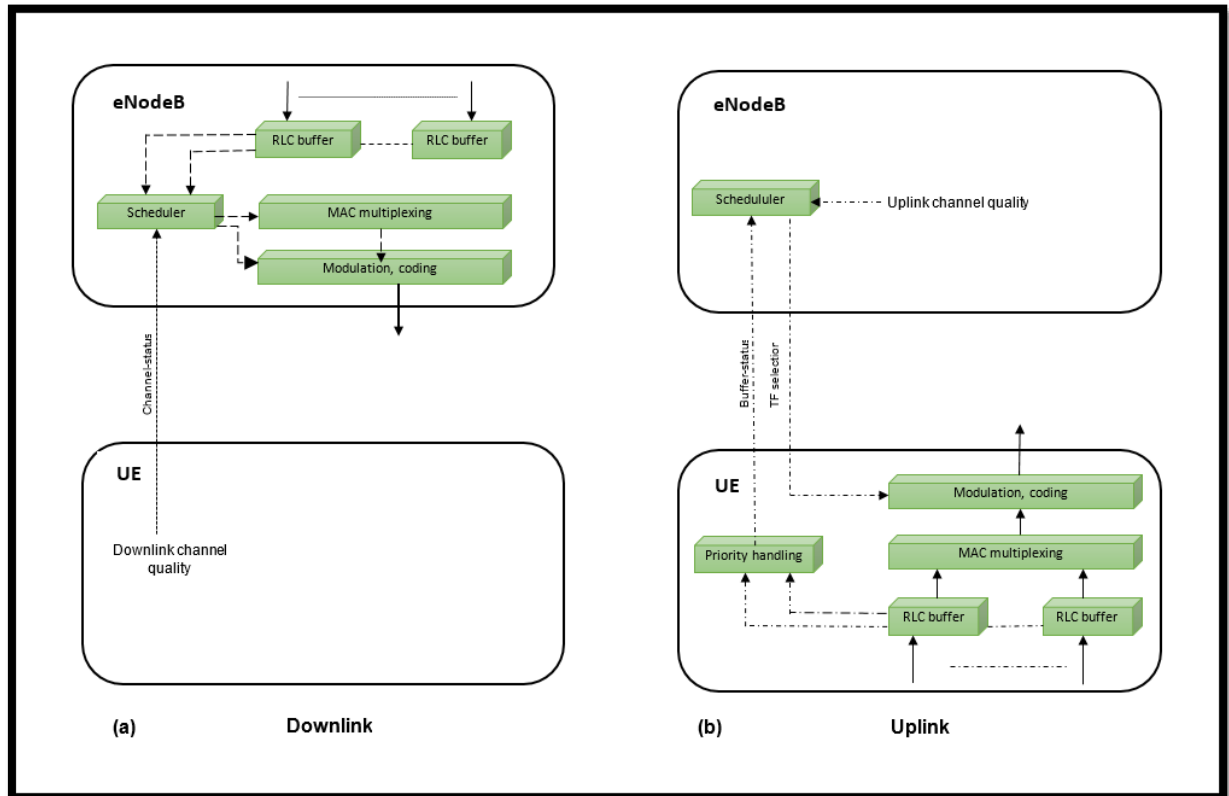 eNodeB
RLC buffer
RLC buffer
Scheduler
MAC multiplexing
Modulation, coding
Channel-status
UE
Downlink channel
quality
(a)
Downlink
eNodeB
Schedululer
Uplink channel quality
Buffer-status
TF selection
UE
Modulation, coding
Priority handling
MAC multiplexing
RLC buffer
RLC buffer
(b)
Uplink